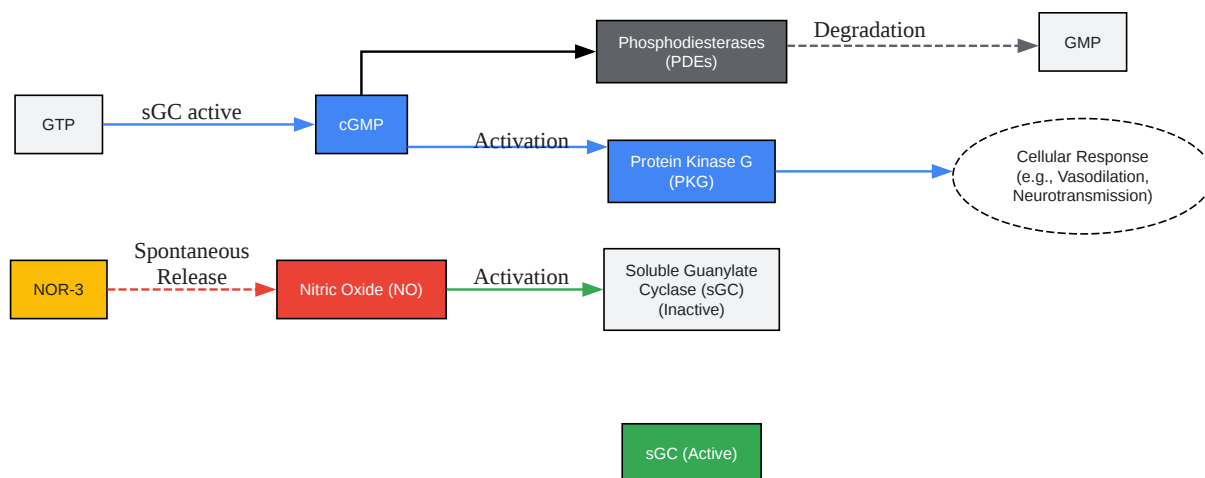 Phosphodiesterases
(PDEs)
Degradation
GMP
GTP
sGC active
cGMP
Activation
Protein Kinase G
(PKG)
Cellular Response
(e.g., Vasodilation,
Neurotransmission)
NOR-3
Spontaneous
Release
Nitric Oxide (NO)
Activation
Soluble Guanylate
Cyclase (sGC)
(Inactive)
sGC (Active)